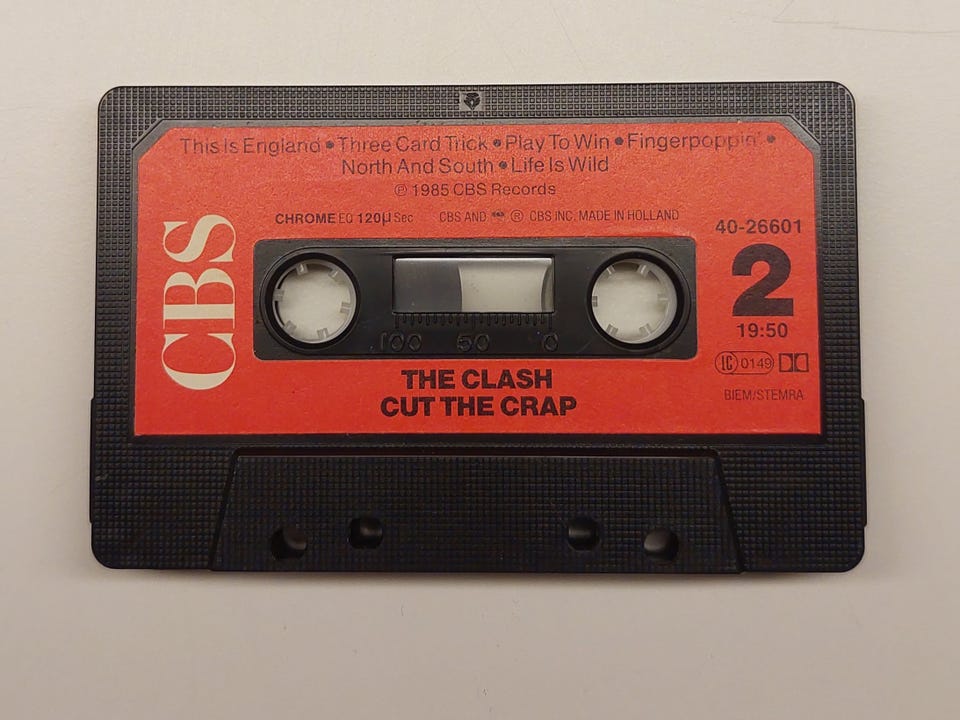 This Is England • Three Card Trick • Play To Win • Fingerpoppin' •
North And South • Life Is Wild
℗ 1985 CBS Records
CHROME EQ 120μ Sec CBS AND ® CBS INC. MADE IN HOLLAND
40-26601
CBS
2
19:50
100 50 0
LC 0149
BIEM/STEMRA
THE CLASH
CUT THE CRAP